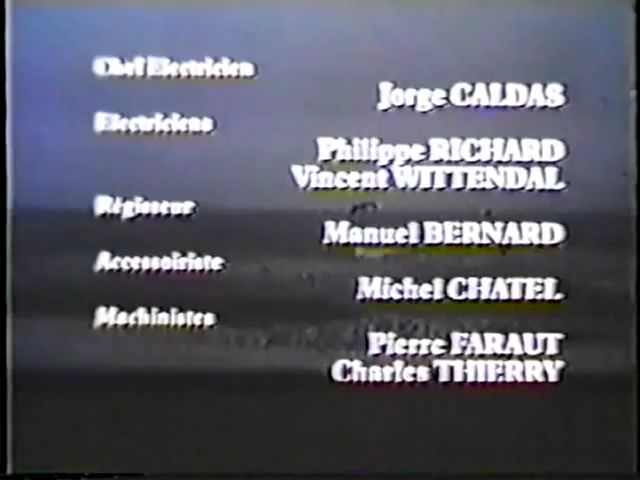 Chef Electricien
Jorge CALDAS
Electriciens
Philippe RICHARD
Vincent WITTENDAL
Régisseur
Manuel BERNARD
Accessoiriste
Michel CHATEL
Machinistes
Pierre FARAUT
Charles THIERRY